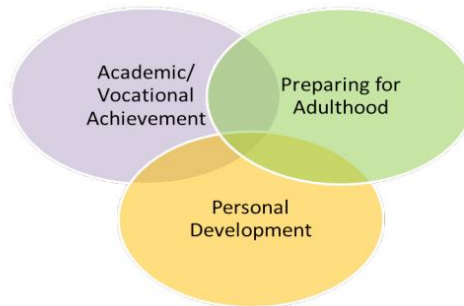 Academic/
Vocational
Achievement
Preparing for
Adulthood
Personal
Development